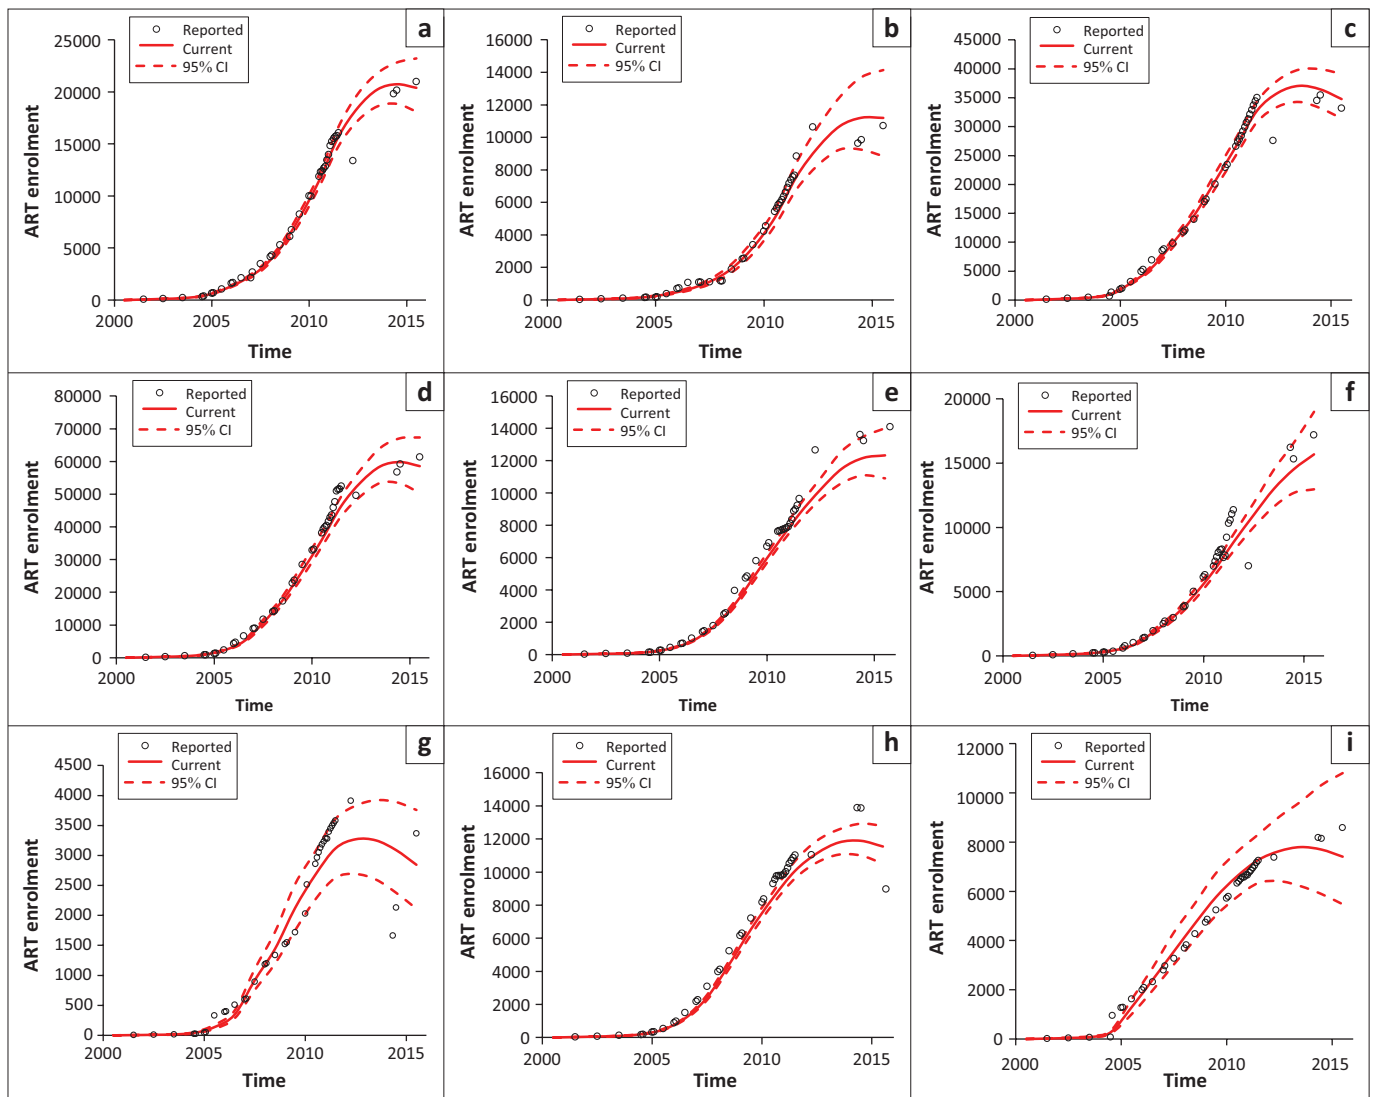 a
Reported
Current
95% CI
25000
20000
15000
10000
5000
0
2000 2005 2010 2015
ART enrolment
Time
b
Reported
Current
95% CI
16000
14000
12000
10000
8000
6000
4000
2000
0
2000 2005 2010 2015
ART enrolment
Time
c
Reported
Current
95% CI
45000
40000
35000
30000
25000
20000
15000
10000
5000
0
2000 2005 2010 2015
ART enrolment
Time
d
Reported
Current
95% CI
80000
70000
60000
50000
40000
30000
20000
10000
0
2000 2005 2010 2015
ART enrolment
Time
e
Reported
Current
95% CI
16000
14000
12000
10000
8000
6000
4000
2000
0
2000 2005 2010 2015
ART enrolment
Time
f
Reported
Current
95% CI
20000
15000
10000
5000
0
2000 2005 2010 2015
ART enrolment
Time
g
Reported
Current
95% CI
4500
4000
3500
3000
2500
2000
1500
1000
500
0
2000 2005 2010 2015
ART enrolment
Time
h
Reported
Current
95% CI
16000
14000
12000
10000
8000
6000
4000
2000
0
2000 2005 2010 2015
ART enrolment
Time
i
Reported
Current
95% CI
12000
10000
8000
6000
4000
2000
0
2000 2005 2010 2015
ART enrolment
Time